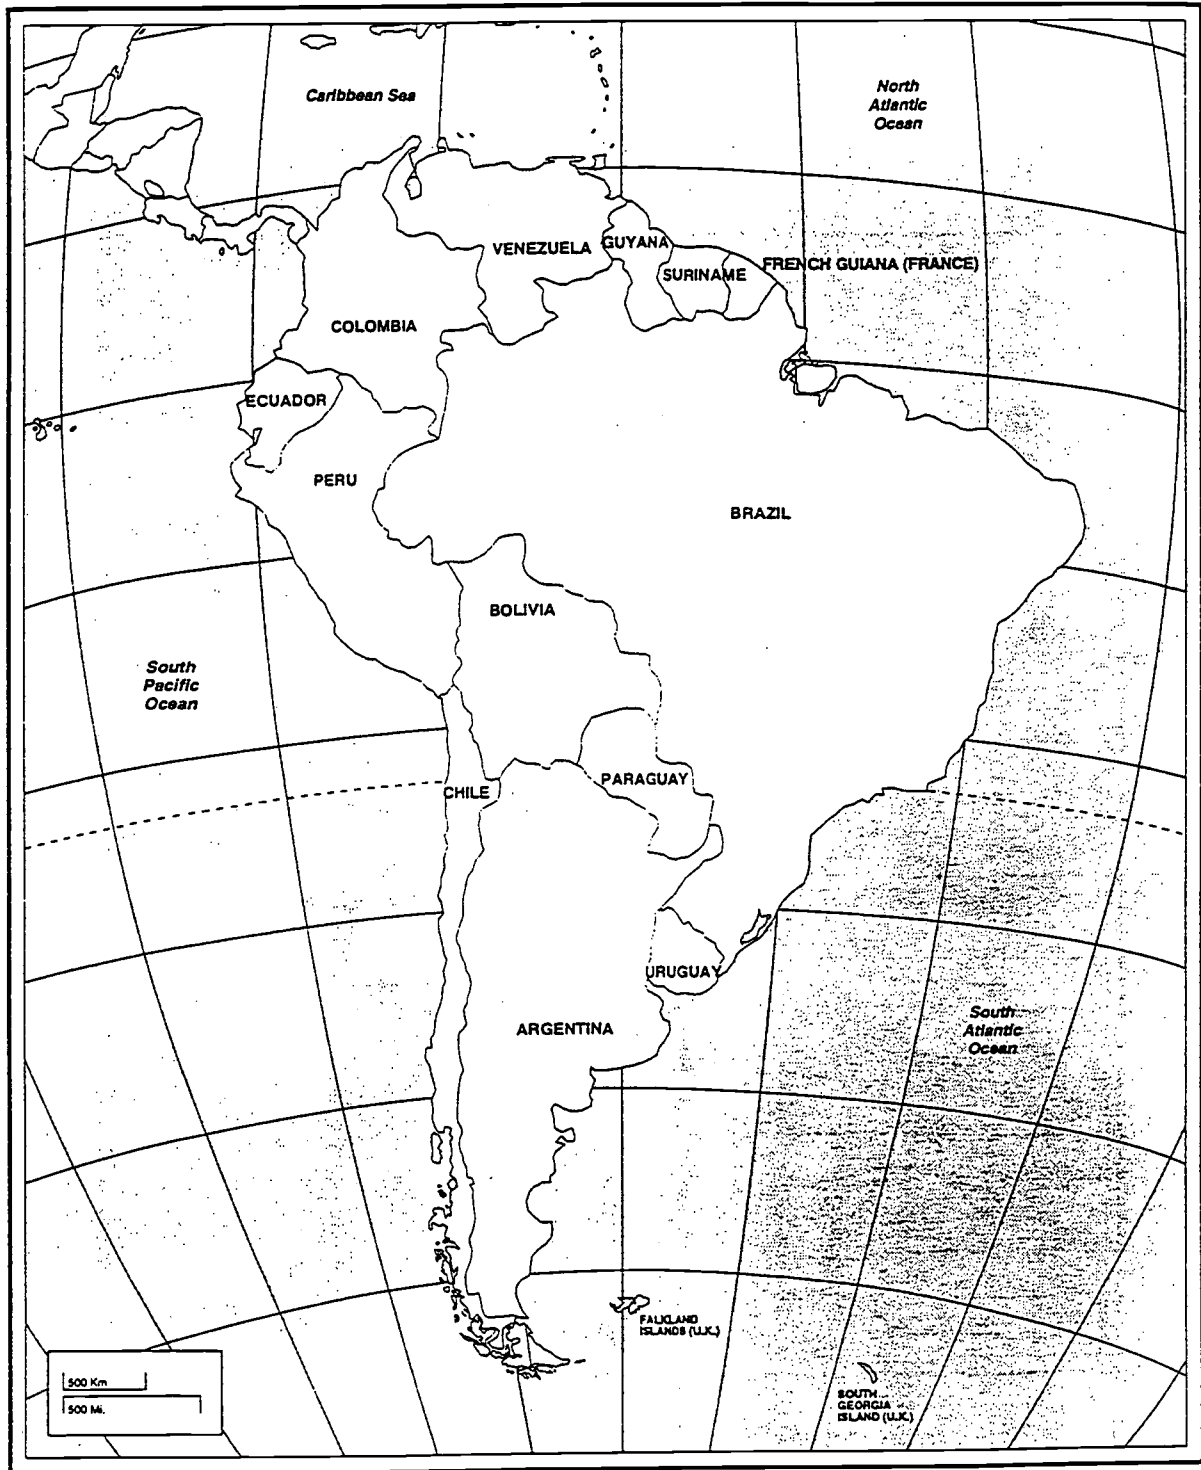 Caribbean Sea
North
Atlantic
Ocean
VENEZUELA
GUYANA
SURINAME
FRENCH GUIANA (FRANCE)
COLOMBIA
ECUADOR
PERU
BRAZIL
BOLIVIA
South
Pacific
Ocean
PARAGUAY
CHILE
URUGUAY
ARGENTINA
South
Atlantic
Ocean
FALKLAND
ISLANDS (U.K.)
500 Km
500 Mi.
SOUTH
GEORGIA
ISLAND (U.K.)